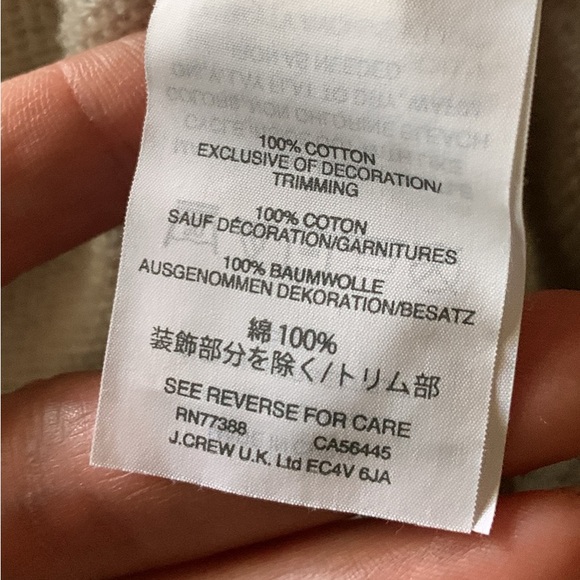 100% COTTON
EXCLUSIVE OF DECORATION/
TRIMMING
100% COTON
SAUF DÉCORATION/GARNITURES
100% BAUMWOLLE
AUSGENOMMEN DEKORATION/BESATZ
綿 100%
装飾部分を除く/トリム部
SEE REVERSE FOR CARE
RN77388 CA56445
J.CREW U.K. Ltd EC4V 6JA